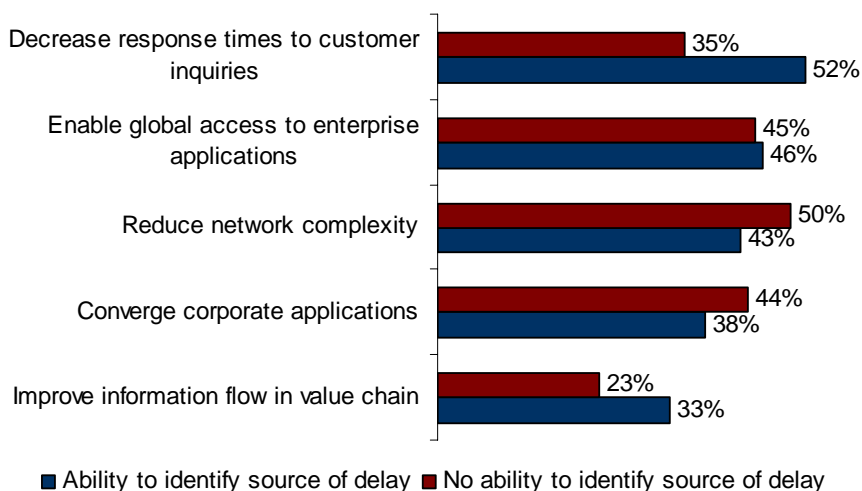 Decrease response times to customer
inquiries
35%
52%
Enable global access to enterprise
applications
45%
46%
Reduce network complexity
50%
43%
Converge corporate applications
44%
38%
Improve information flow in value chain
23%
33%
Ability to identify source of delay
No ability to identify source of delay